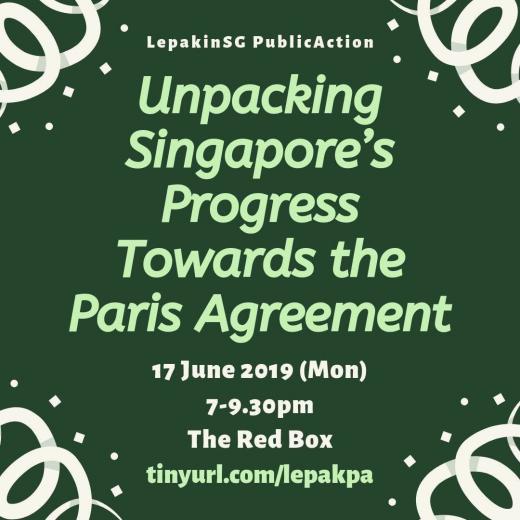 LepakinSG PublicAction
Unpacking
Singapore’s
Progress
Towards the
Paris Agreement
17 June 2019 (Mon)
7-9.30pm
The Red Box
tinyurl.com/lepakpa